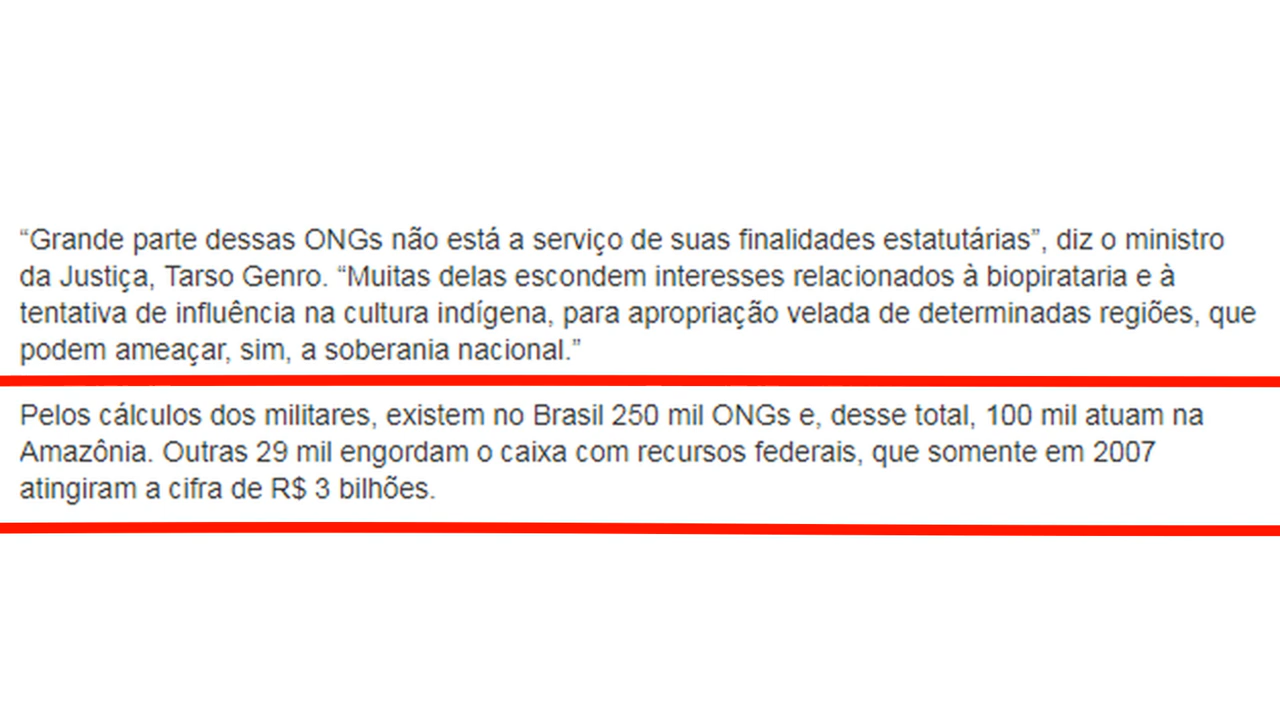 “Grande parte dessas ONGs não está a serviço de suas finalidades estatutárias”, diz o ministro
da Justiça, Tarso Genro. “Muitas delas escondem interesses relacionados à biopirataria e à
tentativa de influência na cultura indígena, para apropriação velada de determinadas regiões, que
podem ameaçar, sim, a soberania nacional.”
Pelos cálculos dos militares, existem no Brasil 250 mil ONGs e, desse total, 100 mil atuam na
Amazônia. Outras 29 mil engordam o caixa com recursos federais, que somente em 2007
atingiram a cifra de R$ 3 bilhões.